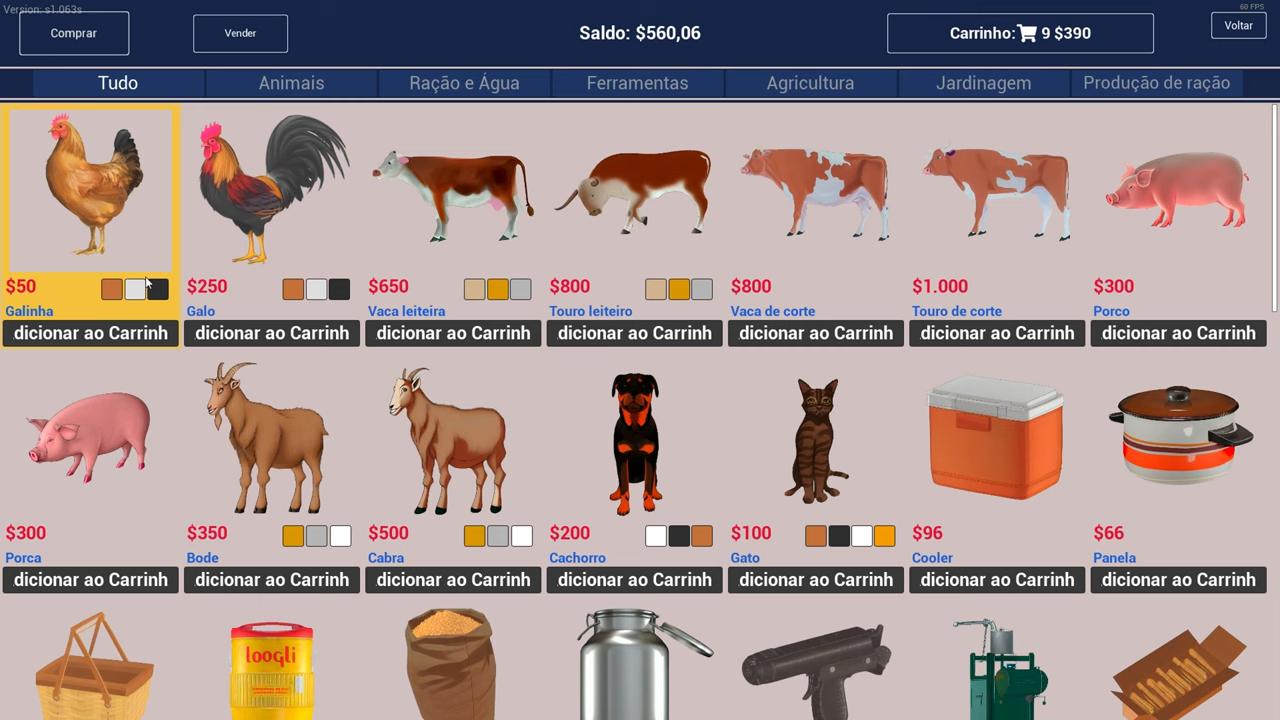 Version: s1.063s
60 FPS
Comprar
Vender
Saldo: $560,06
Carrinho: 9 $390
Voltar
Tudo
Animais
Ração e Água
Ferramentas
Agricultura
Jardinagem
Produção de ração
$50
$250
$650
$800
$800
$1.000
$300
Galinha
Galo
Vaca leiteira
Touro leiteiro
Vaca de corte
Touro de corte
Porco
dicionar ao Carrinh
dicionar ao Carrinh
dicionar ao Carrinh
dicionar ao Carrinh
dicionar ao Carrinh
dicionar ao Carrinh
dicionar ao Carrinh
$300
$350
$500
$200
$100
$96
$66
Porca
Bode
Cabra
Cachorro
Gato
Cooler
Panela
dicionar ao Carrinh
dicionar ao Carrinh
dicionar ao Carrinh
dicionar ao Carrinh
dicionar ao Carrinh
dicionar ao Carrinh
dicionar ao Carrinh
looqli